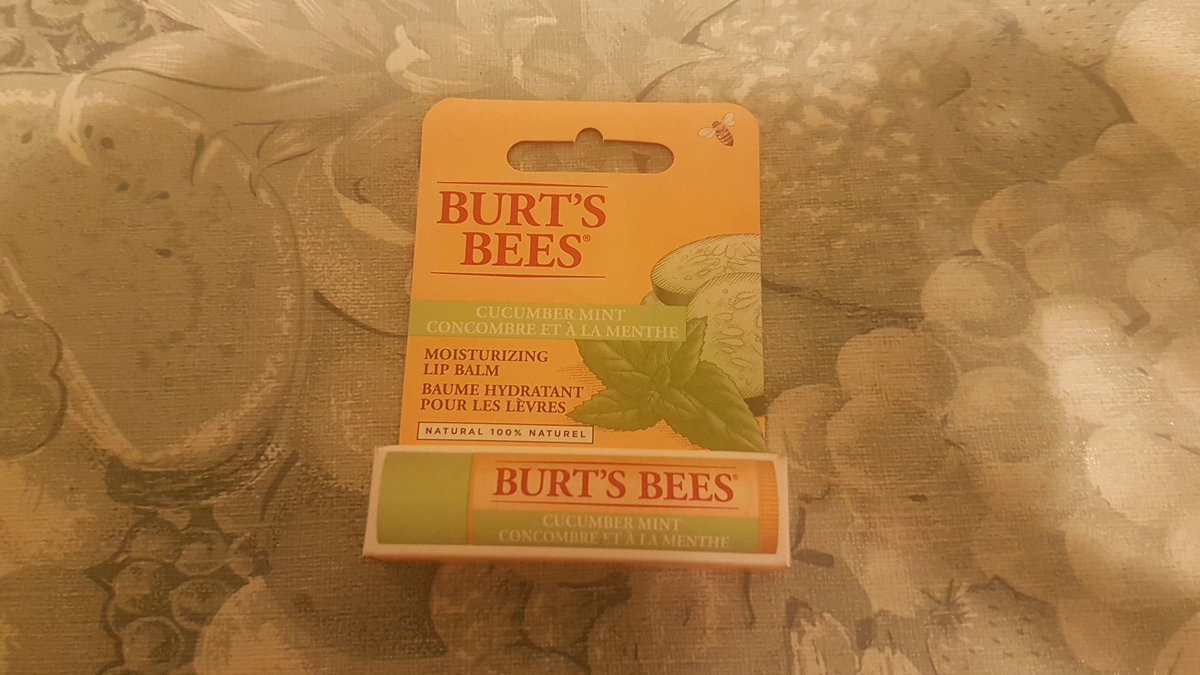 BURT'S
BEES®
CUCUMBER MINT
CONCOMBRE ET À LA MENTHE
MOISTURIZING
LIP BALM
BAUME HYDRATANT
POUR LES LÈVRES
NATURAL 100% NATUREL
BURT'S BEES®
CUCUMBER MINT
CONCOMBRE ET À LA MENTHE